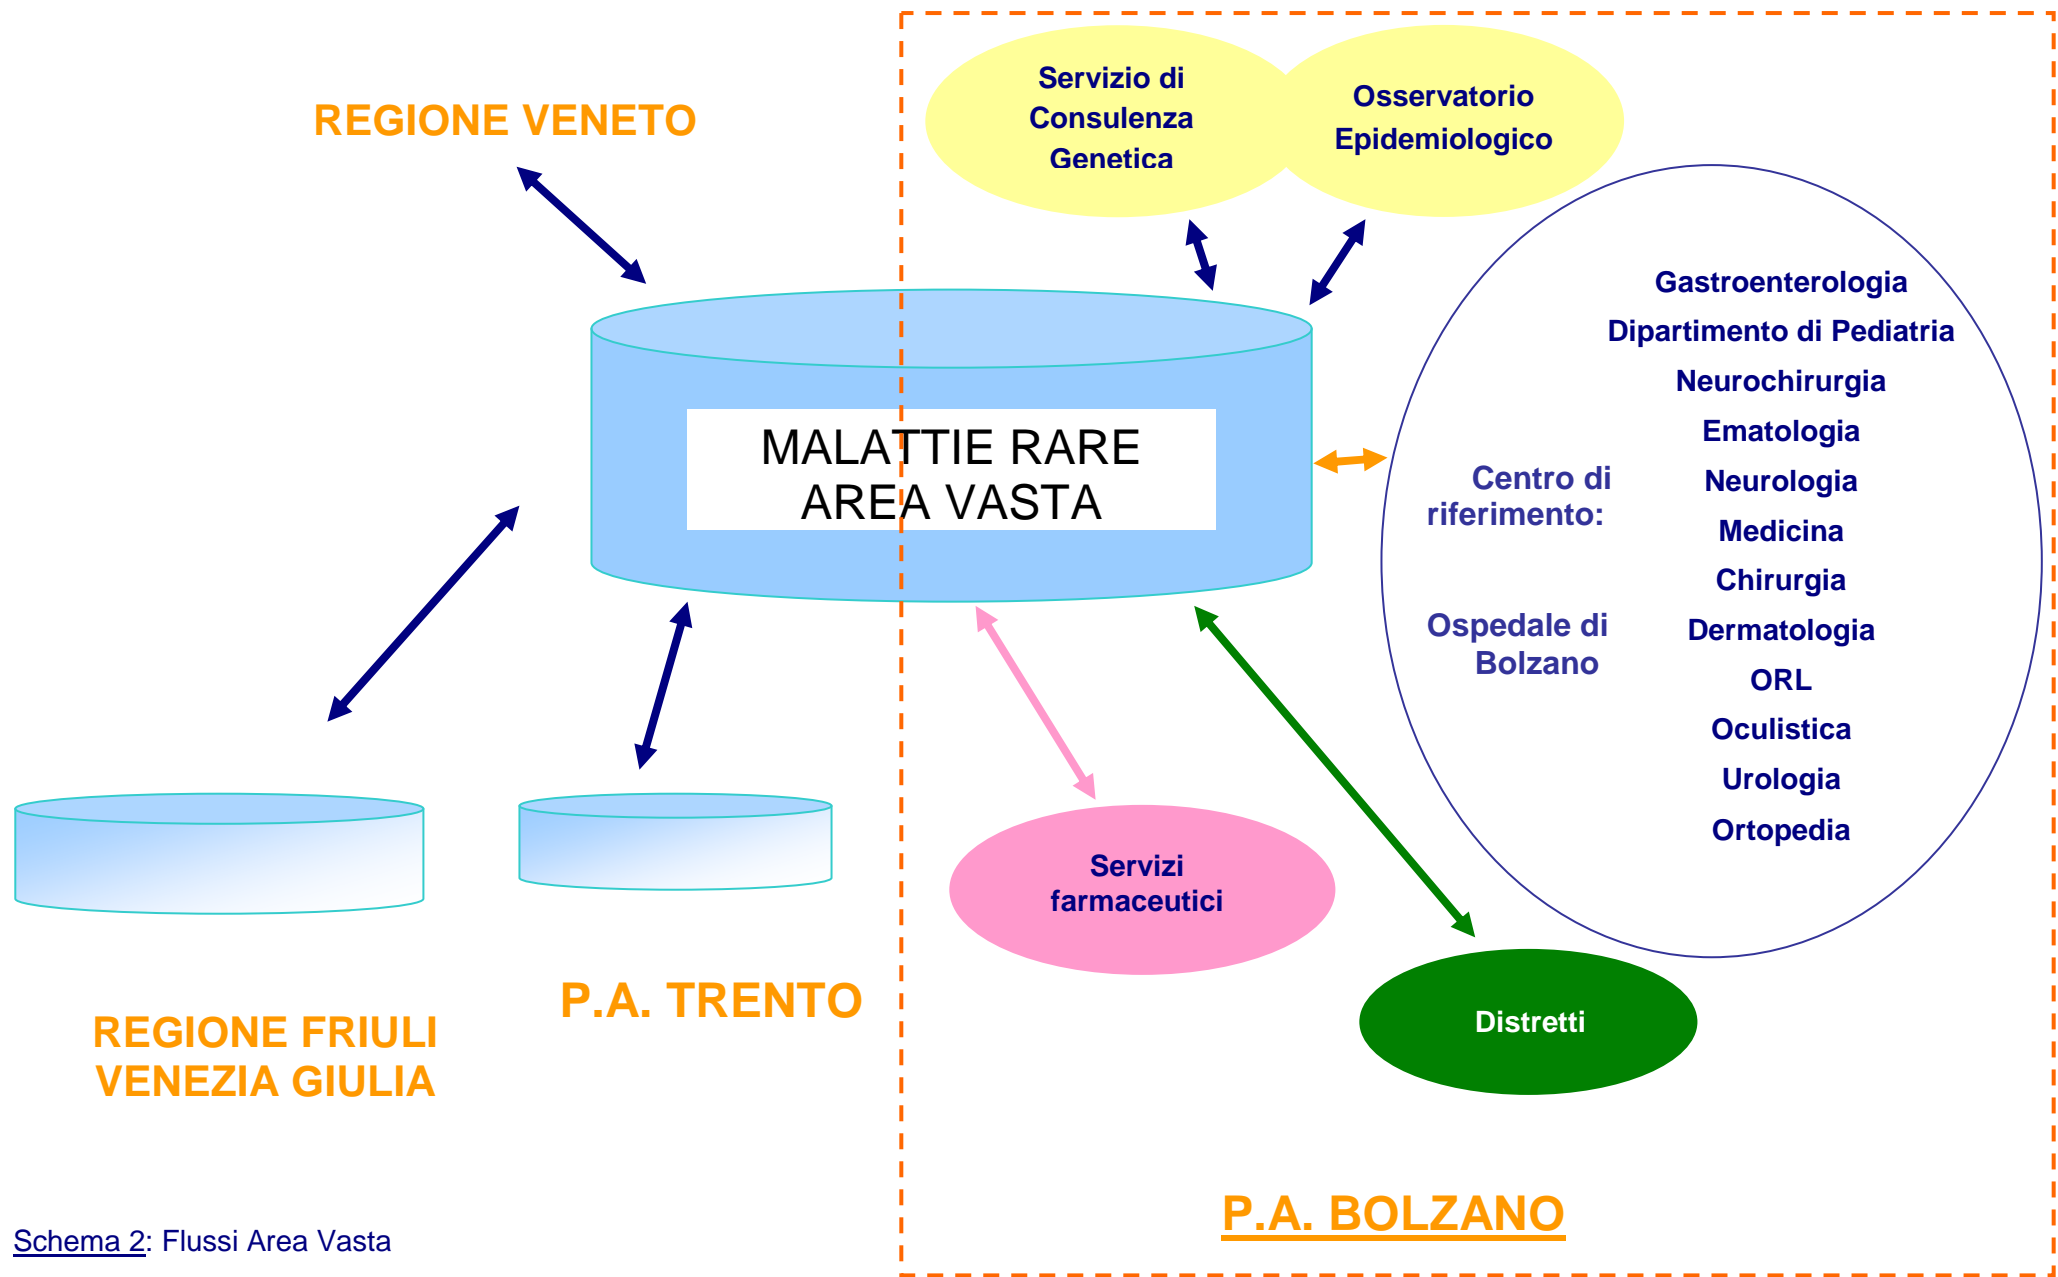 REGIONE VENETO
Servizio di
Consulenza
Genetica
Osservatorio
Epidemiologico
MALATTIE RARE
AREA VASTA
Centro di
riferimento:
Ospedale di
Bolzano
Gastroenterologia
Dipartimento di Pediatria
Neurochirurgia
Ematologia
Neurologia
Medicina
Chirurgia
Dermatologia
ORL
Oculistica
Urologia
Ortopedia
Servizi
farmaceutici
Distretti
P.A. TRENTO
REGIONE FRIULI
VENEZIA GIULIA
P.A. BOLZANO
Schema 2: Flussi Area Vasta